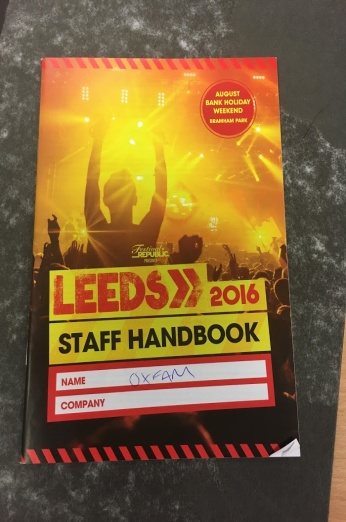 AUGUST
BANK HOLIDAY
WEEKEND
BRAMHAM PARK
Festival
REPUBLIC
LEEDS 2016
STAFF HANDBOOK
NAME OXFAM
COMPANY